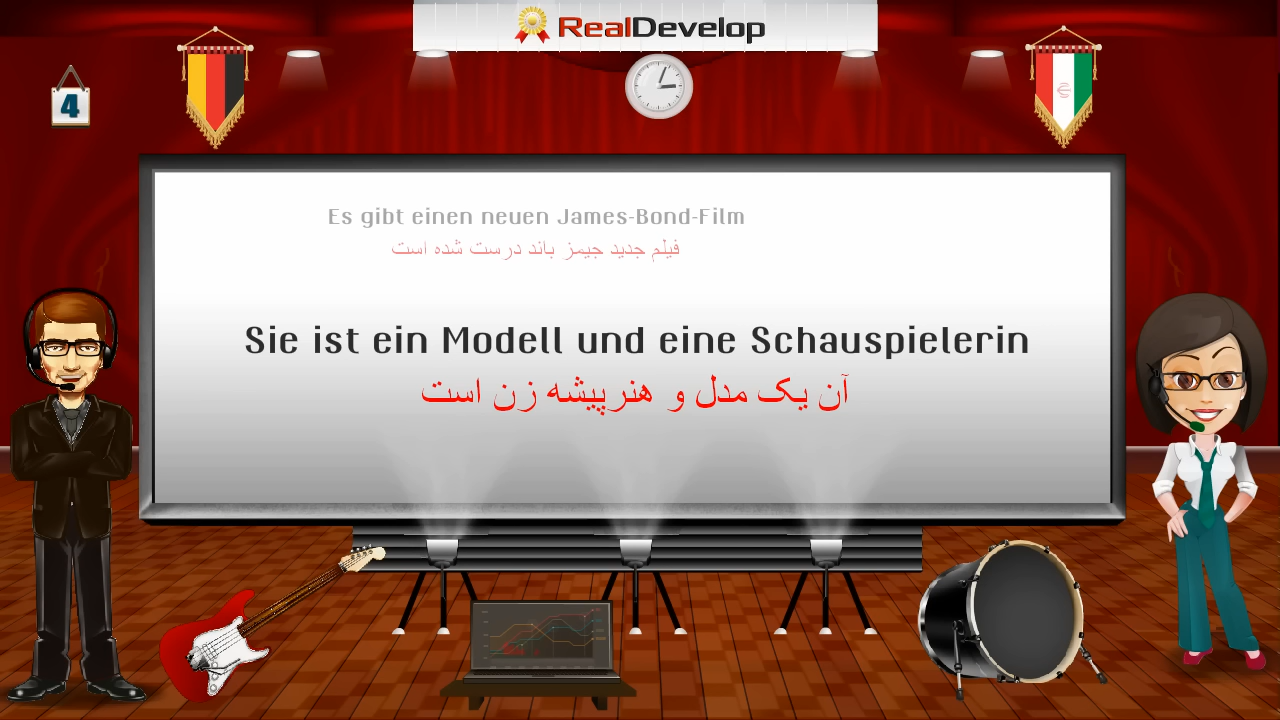 RealDevelop
4
Es gibt einen neuen James-Bond-Film
فیلم جدید جیمز باند درست شده است
Sie ist ein Modell und eine Schauspielerin
آن یک مدل و هنرپیشه زن است